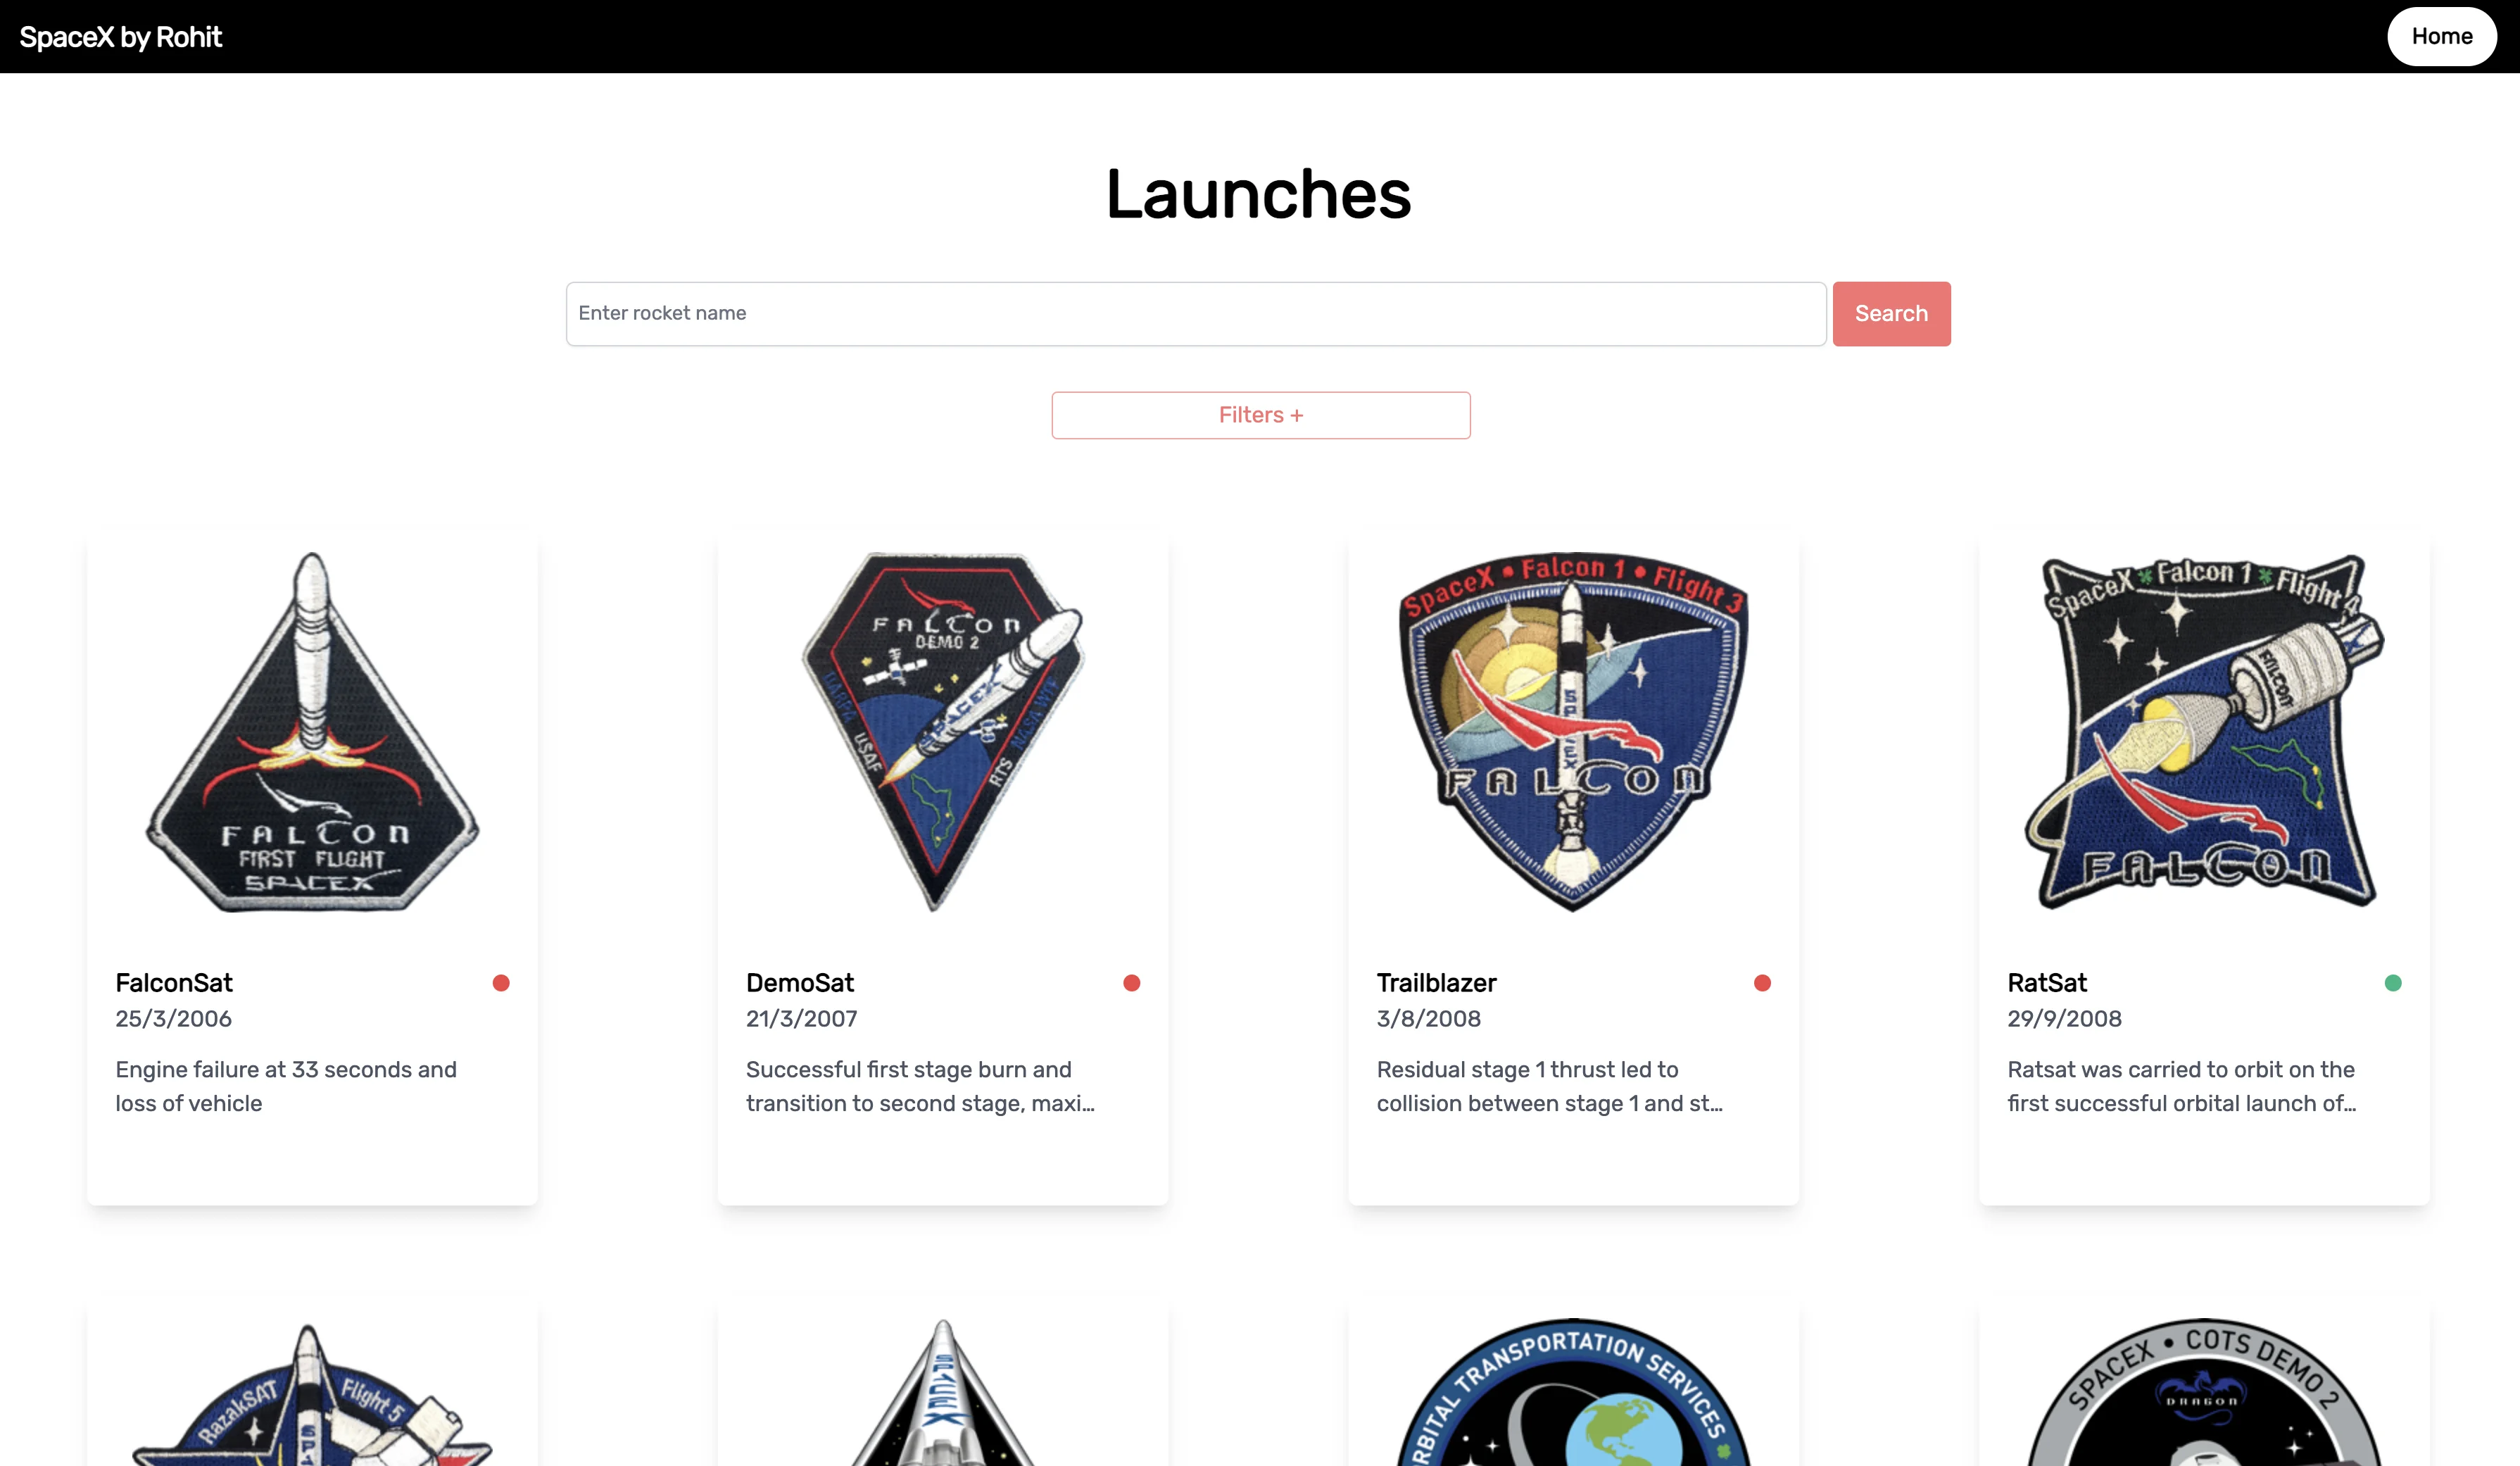 SpaceX by Rohit
Home
Launches
Enter rocket name
Search
Filters +
FALCON
FIRST FLIGHT
SPACEX
FALCON
DEMO 2
DARPA USAF
SPACEX
RTS NASA WFF
SpaceX • Falcon 1 • Flight 3
FALCON
SpaceX Falcon 1 Flight 4
FALCON
FALCON
FalconSat
25/3/2006
Engine failure at 33 seconds and
loss of vehicle
DemoSat
21/3/2007
Successful first stage burn and
transition to second stage, maxi…
Trailblazer
3/8/2008
Residual stage 1 thrust led to
collision between stage 1 and st…
RatSat
29/9/2008
Ratsat was carried to orbit on the
first successful orbital launch of…
RazakSAT Flight 5
SPACEX
ORBITAL TRANSPORTATION SERVICES
SPACEX • COTS DEMO 2
DRAGON